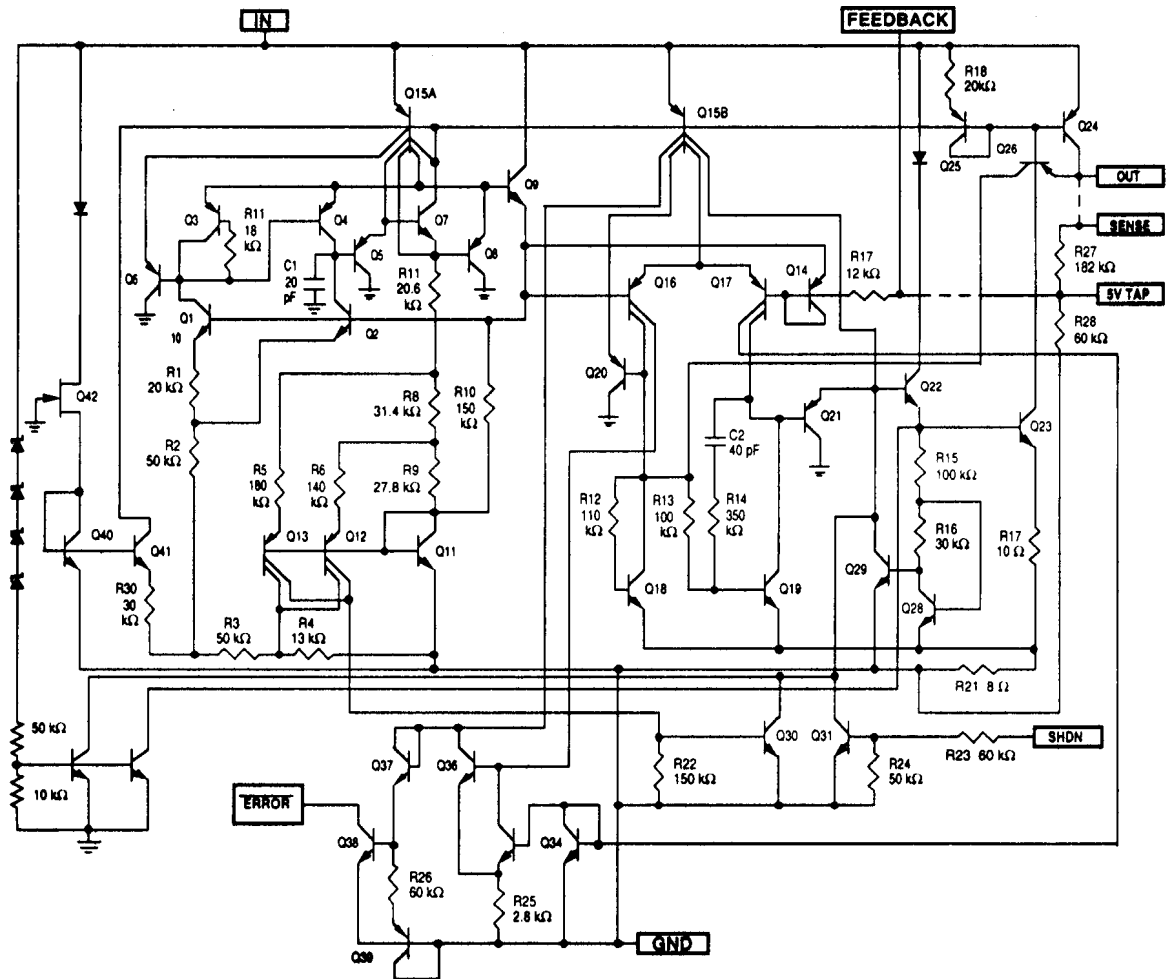 IN
FEEDBACK
R18
20kΩ
Q15A
Q15B
Q24
Q26
Q25
OUT
Q9
Q3
R11
18
kΩ
Q4
Q7
SENSE
Q6
C1
20
pF
Q5
Q8
R11
20.6
kΩ
Q16
Q17
Q14
R17
12 kΩ
R27
182 kΩ
5V TAP
Q1
10
Q2
R28
60 kΩ
R1
20 kΩ
Q20
Q42
R8
31.4 kΩ
R10
150
kΩ
Q22
Q21
Q23
R2
50 kΩ
C2
40 pF
R15
100 kΩ
R5
180
kΩ
R6
140
kΩ
R9
27.8 kΩ
R12
110
kΩ
R13
100
kΩ
R14
350
kΩ
R16
30 kΩ
R17
10 Ω
Q40
Q41
Q13
Q12
Q11
Q29
Q18
Q19
Q28
R30
30
kΩ
R3
50 kΩ
R4
13 kΩ
R21 8 Ω
50 kΩ
10 kΩ
Q30
Q31
SHDN
R23 60 kΩ
R22
150 kΩ
R24
50 kΩ
Q37
Q36
ERROR
Q38
Q34
R26
60 kΩ
R25
2.8 kΩ
Q39
GND